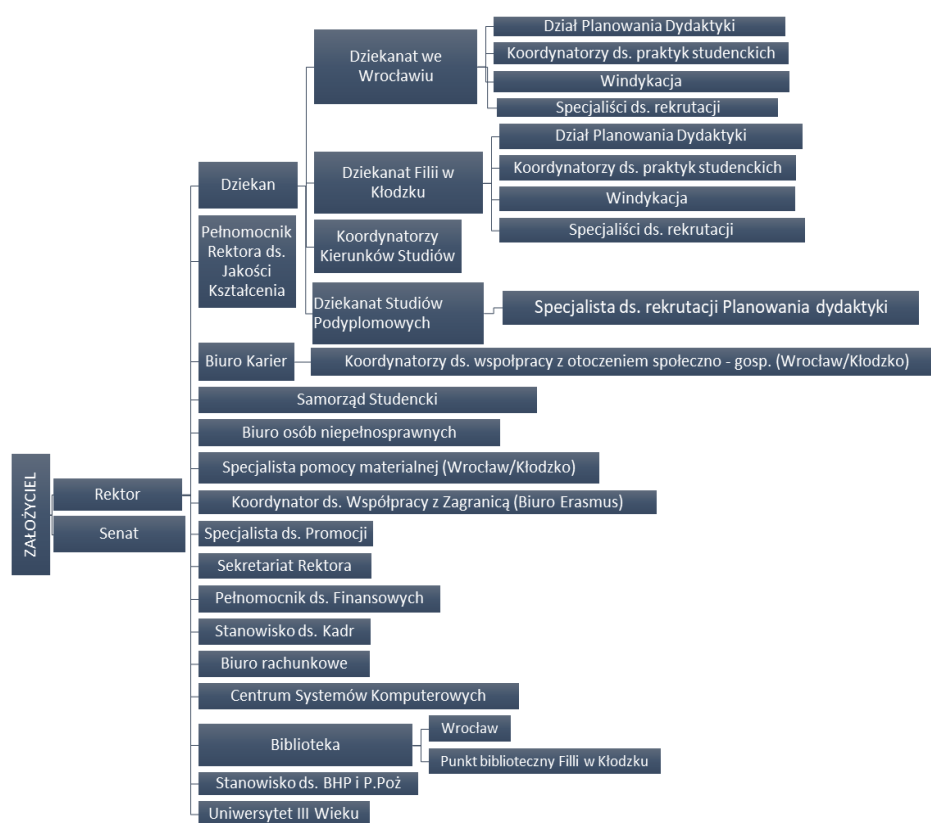 ZAŁOŻYCIEL
Rektor
Senat
Dziekan
Dziekanat we
Wrocławiu
Dział Planowania Dydaktyki
Koordynatorzy ds. praktyk studenckich
Windykacja
Specjaliści ds. rekrutacji
Dziekanat Filii w
Kłodzku
Dział Planowania Dydaktyki
Koordynatorzy ds. praktyk studenckich
Windykacja
Specjaliści ds. rekrutacji
Koordynatorzy
Kierunków Studiów
Dziekanat Studiów
Podyplomowych
Specjalista ds. rekrutacji Planowania dydaktyki
Pełnomocnik
Rektora ds.
Jakości
Kształcenia
Biuro Karier
Koordynatorzy ds. wspołpracy z otoczeniem społeczno - gosp. (Wrocław/Kłodzko)
Samorząd Studencki
Biuro osób niepełnosprawnych
Specjalista pomocy materialnej (Wrocław/Kłodzko)
Koordynator ds. Współpracy z Zagranicą (Biuro Erasmus)
Specjalista ds. Promocji
Sekretariat Rektora
Pełnomocnik ds. Finansowych
Stanowisko ds. Kadr
Biuro rachunkowe
Centrum Systemów Komputerowych
Biblioteka
Wrocław
Punkt biblioteczny Filli w Kłodzku
Stanowisko ds. BHP i P.Poż
Uniwersytet III Wieku